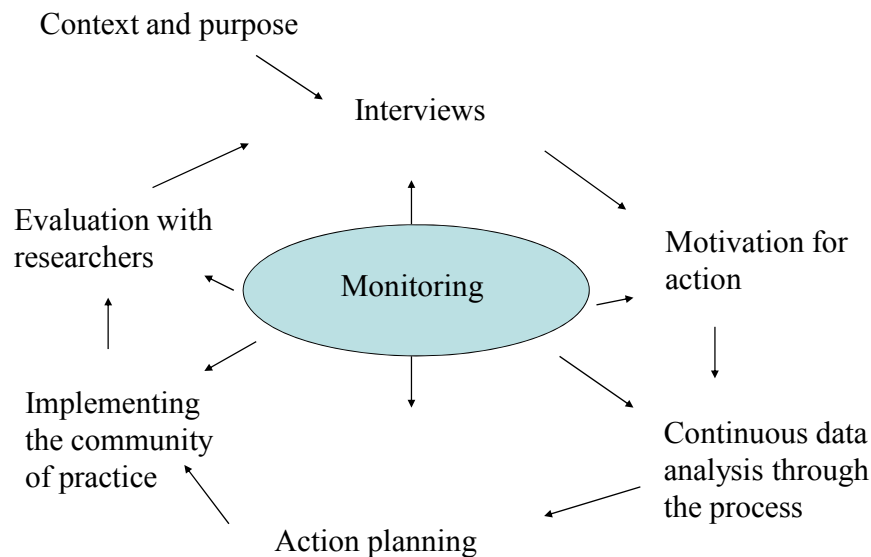 Context and purpose
Interviews
Evaluation with
researchers
Monitoring
Motivation for
action
Implementing
the community
of practice
Continuous data
analysis through
the process
Action planning